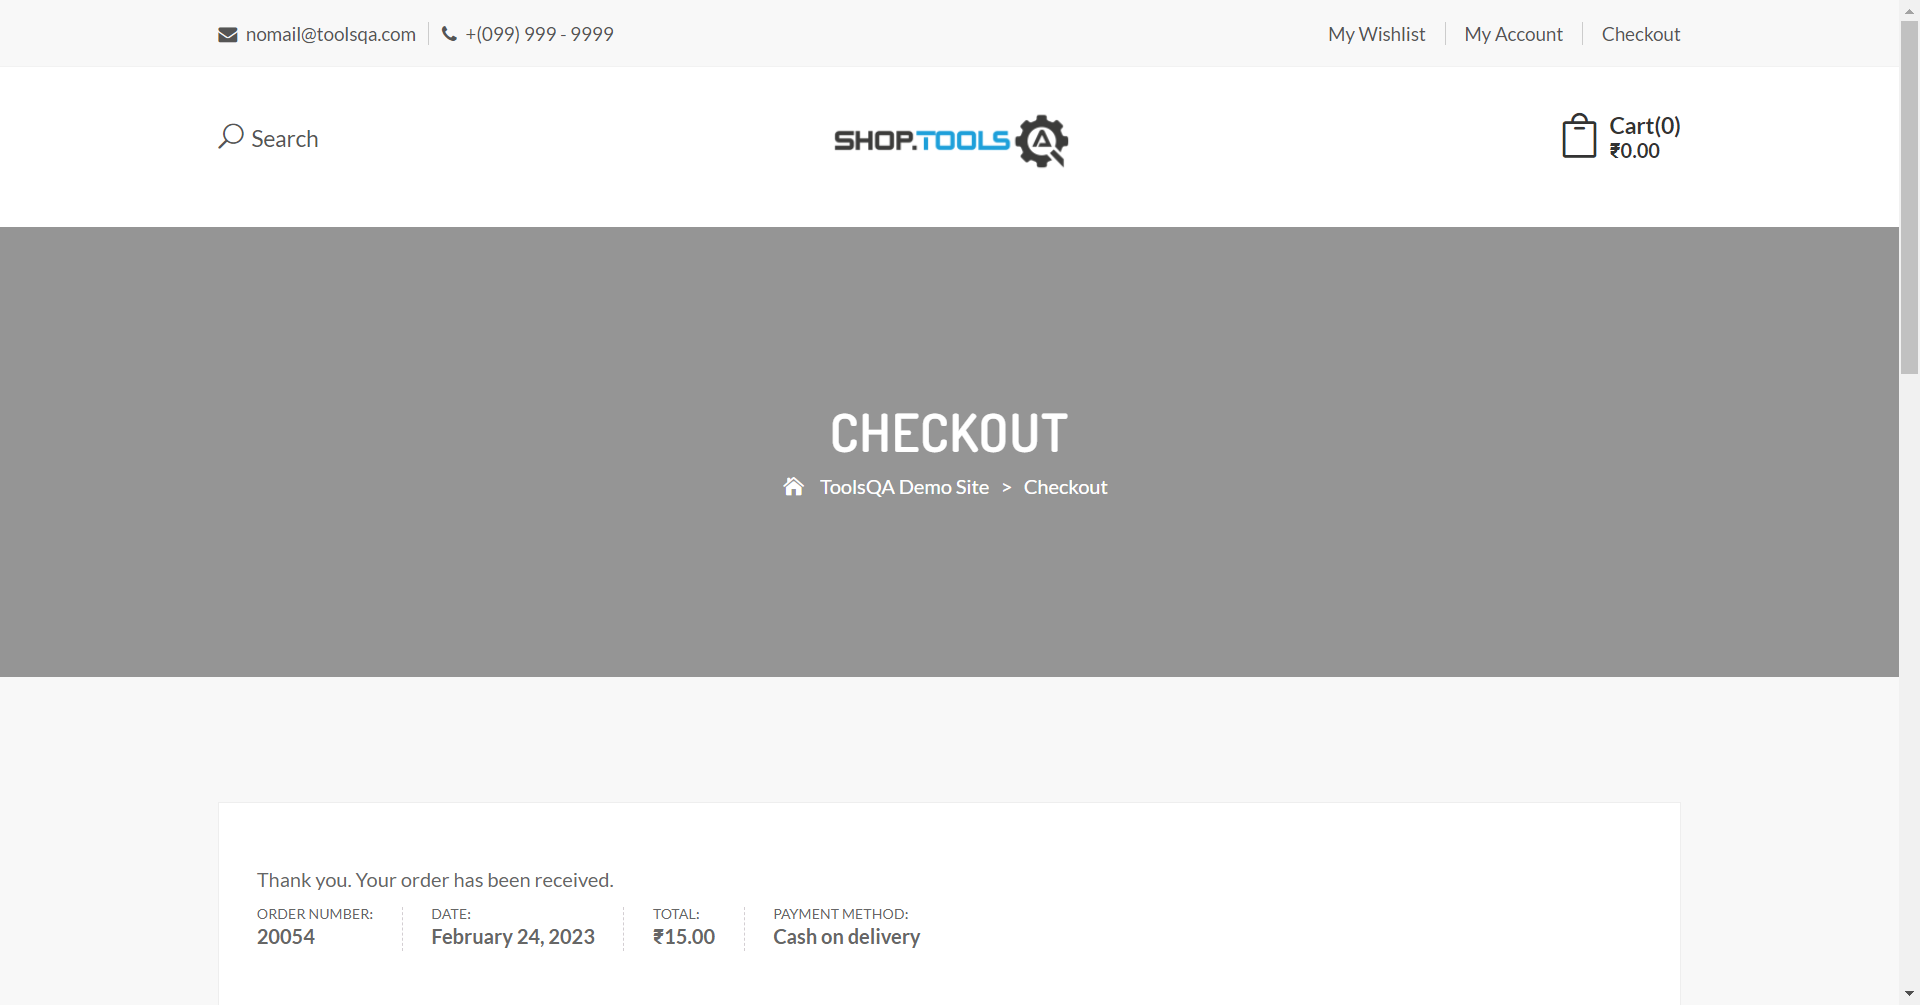 nomail@toolsqa.com
+(099) 999 - 9999
My Wishlist
My Account
Checkout
Search
SHOP.TOOLS QA
Cart(0)
₹0.00
CHECKOUT
ToolsQA Demo Site > Checkout
Thank you. Your order has been received.
ORDER NUMBER:
20054
DATE:
February 24, 2023
TOTAL:
₹15.00
PAYMENT METHOD:
Cash on delivery